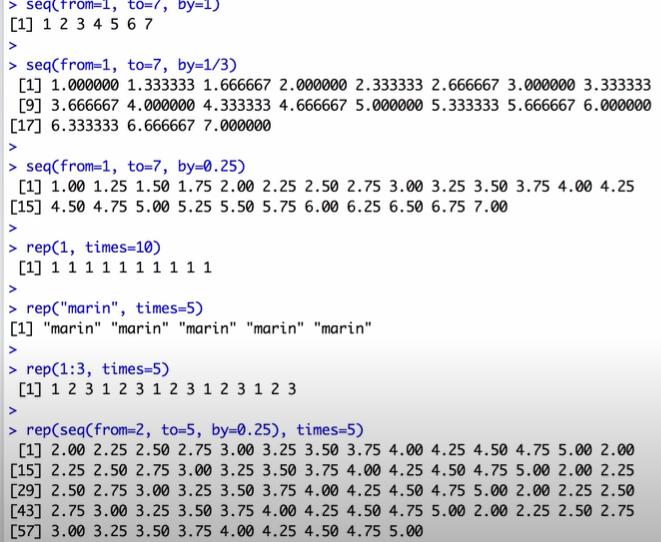 > seq(from=1, to=7, by=1)
[1] 1 2 3 4 5 6 7
>
> seq(from=1, to=7, by=1/3)
[1] 1.000000 1.333333 1.666667 2.000000 2.333333 2.666667 3.000000 3.333333
[9] 3.666667 4.000000 4.333333 4.666667 5.000000 5.333333 5.666667 6.000000
[17] 6.333333 6.666667 7.000000
>
> seq(from=1, to=7, by=0.25)
[1] 1.00 1.25 1.50 1.75 2.00 2.25 2.50 2.75 3.00 3.25 3.50 3.75 4.00 4.25
[15] 4.50 4.75 5.00 5.25 5.50 5.75 6.00 6.25 6.50 6.75 7.00
>
> rep(1, times=10)
[1] 1 1 1 1 1 1 1 1 1 1
>
> rep("marin", times=5)
[1] "marin" "marin" "marin" "marin" "marin"
>
> rep(1:3, times=5)
[1] 1 2 3 1 2 3 1 2 3 1 2 3 1 2 3
>
> rep(seq(from=2, to=5, by=0.25), times=5)
[1] 2.00 2.25 2.50 2.75 3.00 3.25 3.50 3.75 4.00 4.25 4.50 4.75 5.00 2.00
[15] 2.25 2.50 2.75 3.00 3.25 3.50 3.75 4.00 4.25 4.50 4.75 5.00 2.00 2.25
[29] 2.50 2.75 3.00 3.25 3.50 3.75 4.00 4.25 4.50 4.75 5.00 2.00 2.25 2.50
[43] 2.75 3.00 3.25 3.50 3.75 4.00 4.25 4.50 4.75 5.00 2.00 2.25 2.50 2.75
[57] 3.00 3.25 3.50 3.75 4.00 4.25 4.50 4.75 5.00